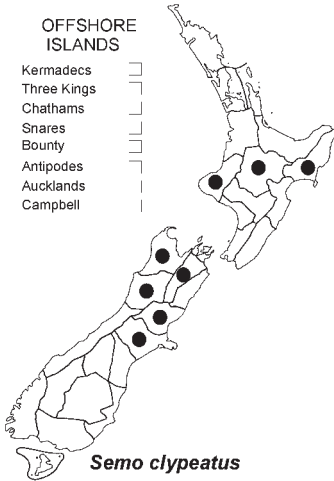 OFFSHORE
ISLANDS
Kermadecs
Three Kings
Chathams
Snares
Bounty
Antipodes
Aucklands
Campbell
Semo clypeatus